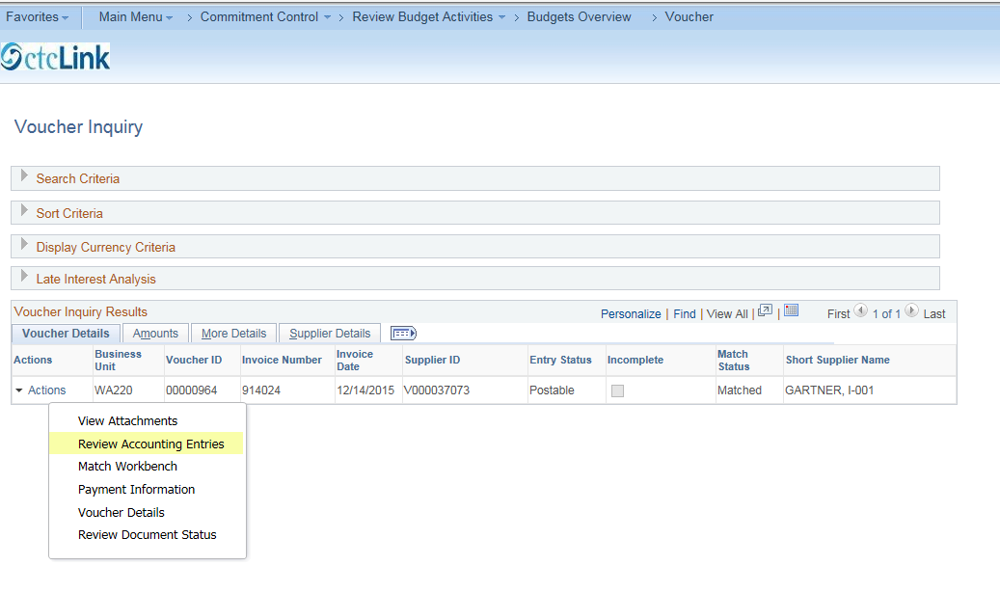 Favorites Main Menu > Commitment Control > Review Budget Activities > Budgets Overview > Voucher
ctcLink
Voucher Inquiry
Search Criteria
Sort Criteria
Display Currency Criteria
Late Interest Analysis
Voucher Inquiry Results Personalize | Find | View All | | First 1 of 1 Last
Voucher Details Amounts More Details Supplier Details
Actions Business Unit Voucher ID Invoice Number Invoice Date Supplier ID Entry Status Incomplete Match Status Short Supplier Name
Actions WA220 00000964 914024 12/14/2015 V000037073 Postable Matched GARTNER, I-001
View Attachments
Review Accounting Entries
Match Workbench
Payment Information
Voucher Details
Review Document Status